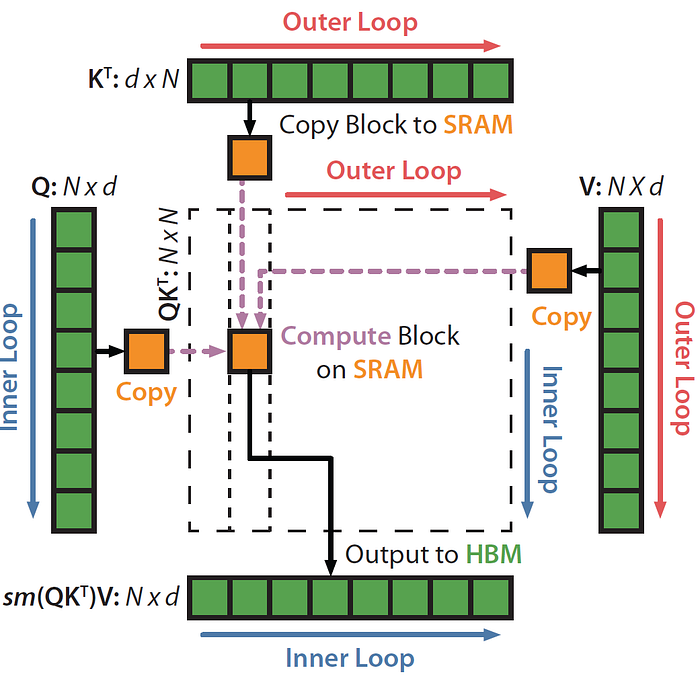 Outer Loop
Kᵀ: d x N
Copy Block to SRAM
Outer Loop
Q: N x d
V: N X d
QKᵀ: N x N
Inner Loop
Copy
Compute Block
on SRAM
Copy
Inner Loop
Outer Loop
Output to HBM
sm(QKᵀ)V: N x d
Inner Loop